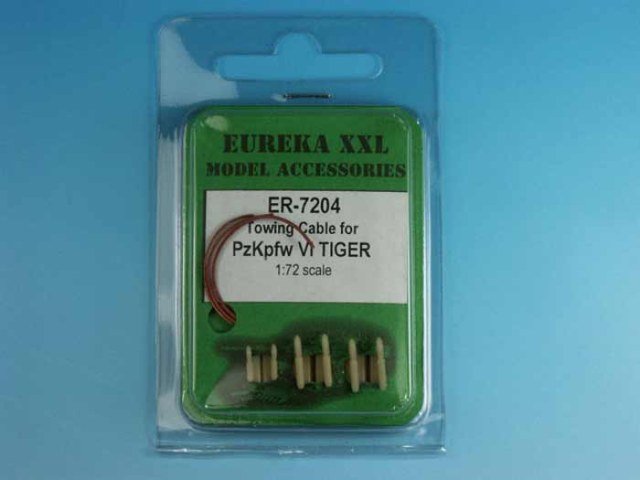 EUREKA XXL
MODEL ACCESSORIES
ER-7204
Towing Cable for
PzKpfw VI TIGER
1:72 scale